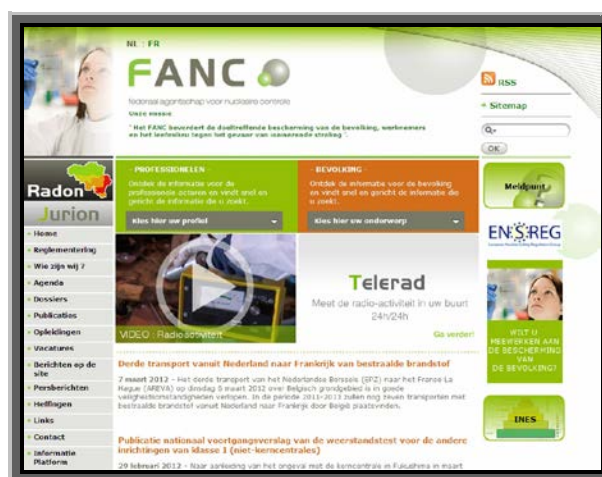 NL : FR
FANC
federaal agentschap voor nucleaire controle
Onze missie
" Het FANC bevordert de doeltreffende bescherming van de bevolking, werknemers
en het leefmilieu tegen het gevaar van ioniserende straling ".
RSS
Sitemap
OK
Radon
Jurion
Home
Reglementering
Wie zijn wij ?
Agenda
Dossiers
Publicaties
Opleidingen
Vacatures
Berichten op de
site
Persberichten
Heffingen
Links
Contact
Informatie
Platform
- PROFESSIONELEN -
Ontdek de informatie voor de
professionele actoren en vindt snel en
gericht de informatie die u zoekt.
Kies hier uw profiel
- BEVOLKING -
Ontdek de informatie voor de bevolking
en vindt snel en gericht de informatie die
u zoekt.
Kies hier uw onderwerp
VIDEO : Radioactiviteit
Telerad
Meet de radio-activiteit in uw buurt
24h/24h
Ga verder!
Derde transport vanuit Nederland naar Frankrijk van bestraalde brandstof
7 maart 2012 - Het derde transport van het Nederlandse Borssele (EPZ) naar het Franse La
Hague (AREVA) op dinsdag 6 maart 2012 over Belgisch grondgebied is in goede
veiligheidsomstandigheden verlopen. In de periode 2011-2013 zullen nog zeven transporten met
bestraalde brandstof vanuit Nederland naar Frankrijk door België plaatsvinden.
Publicatie nationaal voortgangsverslag van de weerstandstest voor de andere
inrichtingen van klasse 1 (niet-kerncentrales)
29 februari 2012 - Naar aanleiding van het ongeval met de kerncentrale in Fukushima in maart
Meldpunt
ENSREG
WILT U
MEEWERKEN AAN
DE BESCHERMING
VAN
DE BEVOLKING?
INES